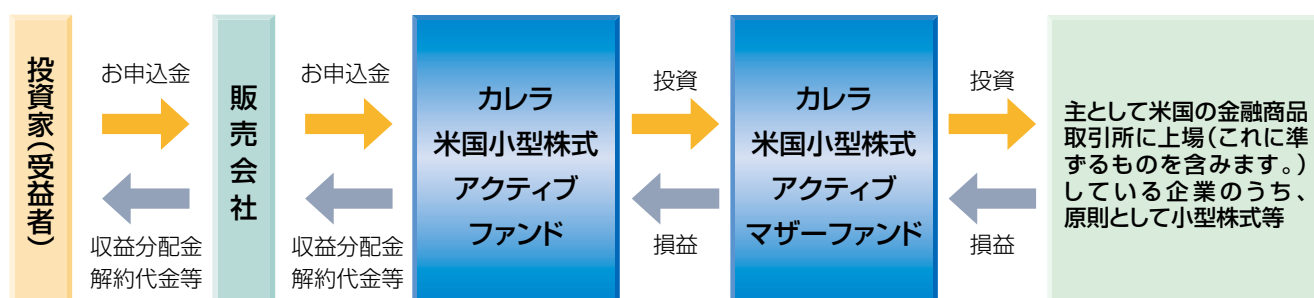 投資家(受益者)
お申込金
収益分配金
解約代金等
販売会社
お申込金
収益分配金
解約代金等
カレラ
米国小型株式
アクティブ
ファンド
投資
損益
カレラ
米国小型株式
アクティブ
マザーファンド
投資
損益
主として米国の金融商品
取引所に上場(これに準
ずるものを含みます。)
している企業のうち、
原則として小型株式等